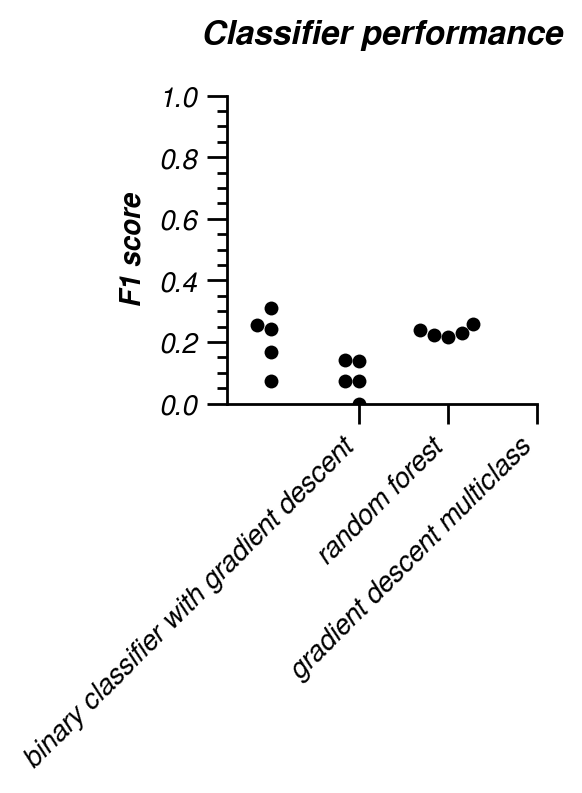 Classifier performance
1.0
0.8
0.6
0.4
0.2
0.0
F1 score
binary classifier with gradient descent
random forest
gradient descent multiclass